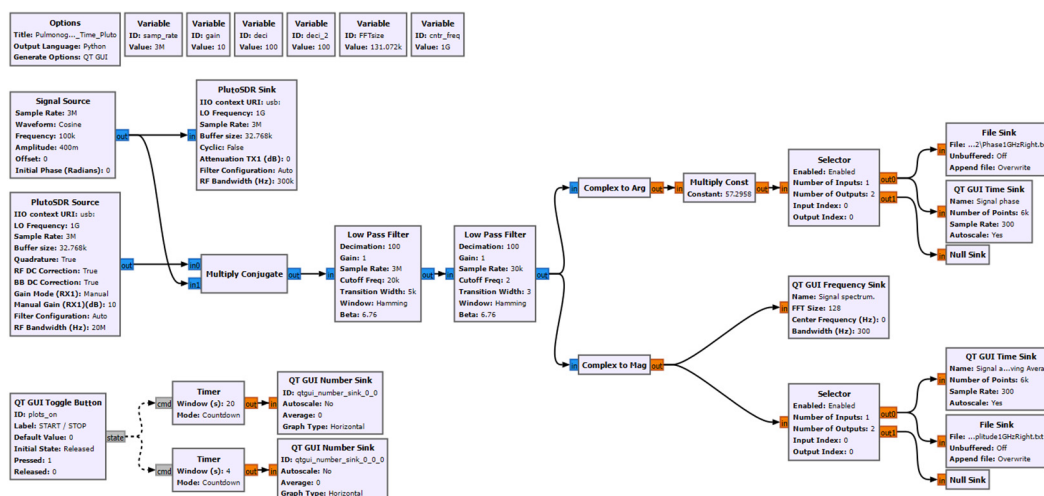 Options
Title: Pulmonog..._Time_Pluto
Output Language: Python
Generate Options: QT GUI
Variable
ID: samp_rate
Value: 3M
Variable
ID: gain
Value: 10
Variable
ID: deci
Value: 100
Variable
ID: deci_2
Value: 100
Variable
ID: FFTsize
Value: 131.072k
Variable
ID: cntr_freq
Value: 1G
Signal Source
Sample Rate: 3M
Waveform: Cosine
Frequency: 100k
Amplitude: 400m
Offset: 0
Initial Phase (Radians): 0
out
PlutoSDR Sink
IIO context URI: usb:
LO Frequency: 1G
Sample Rate: 3M
Buffer size: 32.768k
Cyclic: False
Attenuation TX1 (dB): 0
Filter Configuration: Auto
RF Bandwidth (Hz): 300k
in
PlutoSDR Source
IIO context URI: usb:
LO Frequency: 1G
Sample Rate: 3M
Buffer size: 32.768k
Quadrature: True
RF DC Correction: True
BB DC Correction: True
Gain Mode (RX1): Manual
Manual Gain (RX1)(dB): 10
Filter Configuration: Auto
RF Bandwidth (Hz): 20M
out
in0
in1
Multiply Conjugate
out
in
Low Pass Filter
Decimation: 100
Gain: 1
Sample Rate: 3M
Cutoff Freq: 20k
Transition Width: 5k
Window: Hamming
Beta: 6.76
out
in
Low Pass Filter
Decimation: 100
Gain: 1
Sample Rate: 30k
Cutoff Freq: 2
Transition Width: 3
Window: Hamming
Beta: 6.76
out
in
Complex to Arg
out
in
Multiply Const
Constant: 57.2958
out
in
Selector
Enabled: Enabled
Number of Inputs: 1
Number of Outputs: 2
Input Index: 0
Output Index: 0
out0
out1
in
File Sink
File: ...2\Phase1GHzRight.tx
Unbuffered: Off
Append file: Overwrite
in
QT GUI Time Sink
Name: Signal phase
Number of Points: 6k
Sample Rate: 300
Autoscale: Yes
in
Null Sink
in
QT GUI Frequency Sink
Name: Signal spectrum.
FFT Size: 128
Center Frequency (Hz): 0
Bandwidth (Hz): 300
in
Complex to Mag
out
in
Selector
Enabled: Enabled
Number of Inputs: 1
Number of Outputs: 2
Input Index: 0
Output Index: 0
out0
out1
in
QT GUI Time Sink
Name: Signal a...ving Avera
Number of Points: 6k
Sample Rate: 300
Autoscale: Yes
in
File Sink
File: ...plitude1GHzRight.txt
Unbuffered: Off
Append file: Overwrite
in
Null Sink
QT GUI Toggle Button
ID: plots_on
Label: START / STOP
Default Value: 0
Initial State: Released
Pressed: 1
Released: 0
state
cmd
Timer
Window (s): 20
Mode: Countdown
out
in
QT GUI Number Sink
ID: qtgui_number_sink_0_0
Autoscale: No
Average: 0
Graph Type: Horizontal
cmd
Timer
Window (s): 4
Mode: Countdown
out
in
QT GUI Number Sink
ID: qtgui_number_sink_0_0_0
Autoscale: No
Average: 0
Graph Type: Horizontal